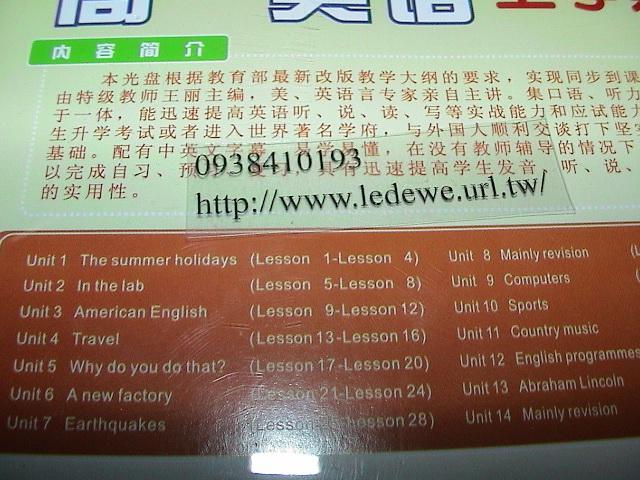 高 英语 上学
内容简介
本光盘根据教育部最新改版教学大纲的要求，实现同步到课
由特级教师王丽主编，美、英语言专家亲自主讲。集口语、听力
于一体，能迅速提高英语听、说、读、写等实战能力和应试能力
生升学考试或者进入世界著名学府，与外国人顺利交谈打下坚
基础。配有中英文字幕，易学易懂，在没有教师辅导的情况下
以完成自习、预 具有迅速提高学生发音、听、说、
的实用性。
0938410193
http://www.ledewe.url.tw/
Unit 1 The summer holidays (Lesson 1-Lesson 4)
Unit 2 In the lab (Lesson 5-Lesson 8)
Unit 3 American English (Lesson 9-Lesson 12)
Unit 4 Travel (Lesson 13-Lesson 16)
Unit 5 Why do you do that? (Lesson 17-Lesson 20)
Unit 6 A new factory (Lesson 21-Lesson 24)
Unit 7 Earthquakes (Lesson 25-Lesson 28)
Unit 8 Mainly revision (L
Unit 9 Computers (
Unit 10 Sports
Unit 11 Country music
Unit 12 English programmes
Unit 13 Abraham Lincoln
Unit 14 Mainly revision